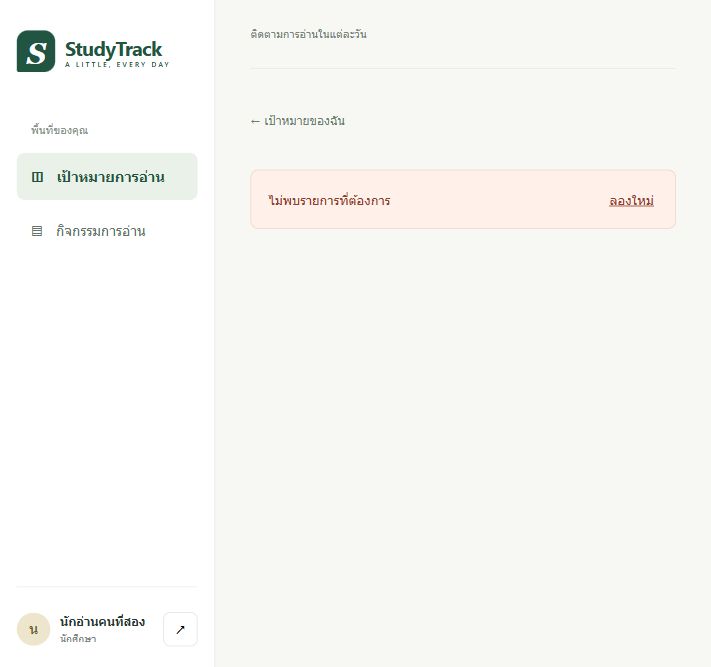 S
StudyTrack
A LITTLE, EVERY DAY
พื้นที่ของคุณ
เป้าหมายการอ่าน
กิจกรรมการอ่าน
น
นักอ่านคนที่สอง
นักศึกษา
↗
ติดตามการอ่านในแต่ละวัน
← เป้าหมายของฉัน
ไม่พบรายการที่ต้องการ
ลองใหม่